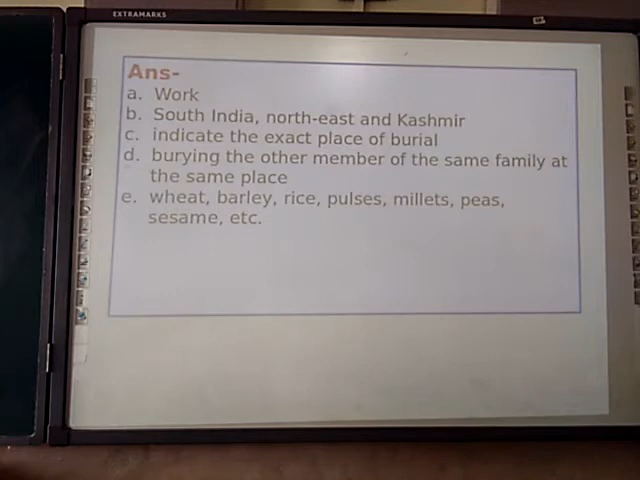 EXTRAMARKS
Ans-
a. Work
b. South India, north-east and Kashmir
c. indicate the exact place of burial
d. burying the other member of the same family at
the same place
e. wheat, barley, rice, pulses, millets, peas,
sesame, etc.